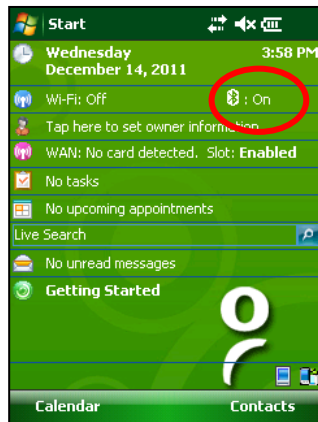 Start
Wednesday 3:58 PM
December 14, 2011
Wi-Fi: Off : On
Tap here to set owner information
WAN: No card detected. Slot: Enabled
No tasks
No upcoming appointments
Live Search
No unread messages
Getting Started
Calendar Contacts